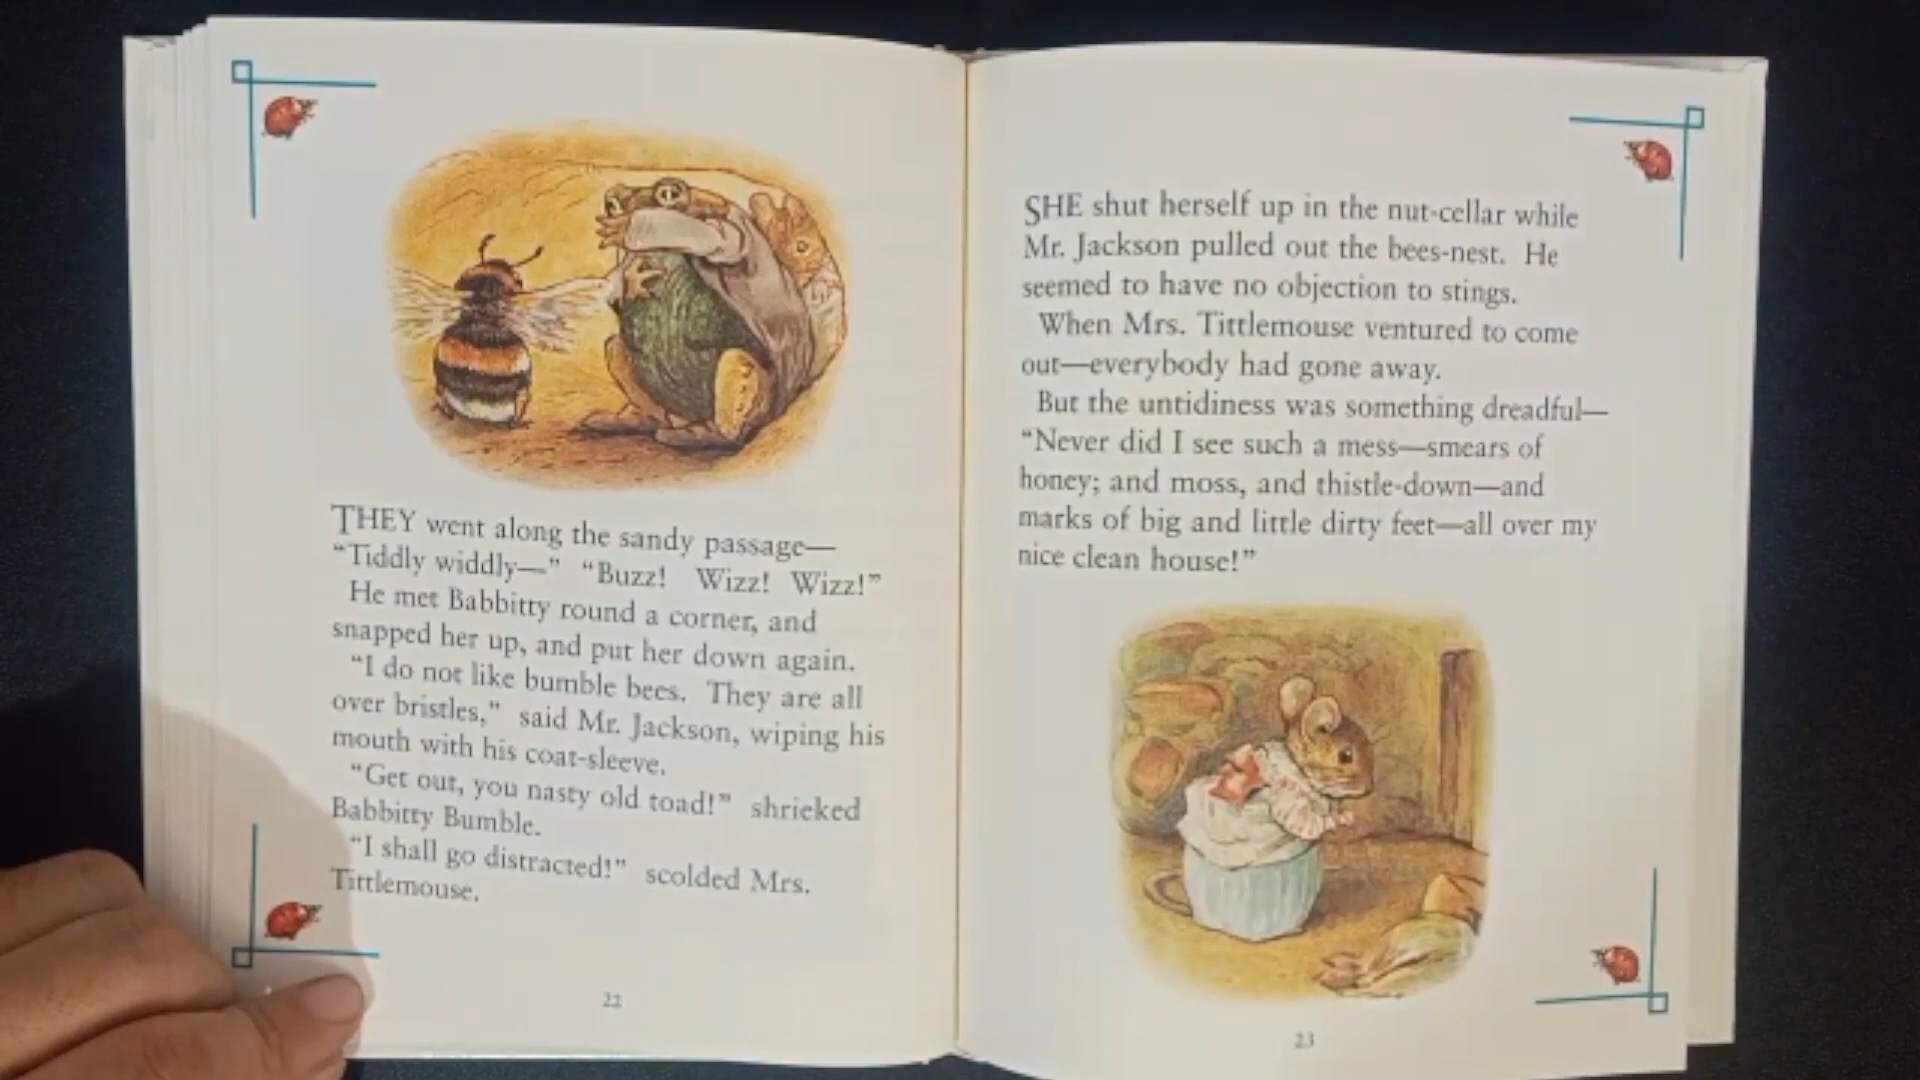 THEY went along the sandy passage—
“Tiddly widdly—” “Buzz! Wizz! Wizz!”
He met Babbitty round a corner, and
snapped her up, and put her down again.
“I do not like bumble bees. They are all
over bristles,” said Mr. Jackson, wiping his
mouth with his coat-sleeve.
“Get out, you nasty old toad!” shrieked
Babbitty Bumble.
“I shall go distracted!” scolded Mrs.
Tittlemouse.
22
SHE shut herself up in the nut-cellar while
Mr. Jackson pulled out the bees-nest. He
seemed to have no objection to stings.
When Mrs. Tittlemouse ventured to come
out—everybody had gone away.
But the untidiness was something dreadful—
“Never did I see such a mess—smears of
honey; and moss, and thistle-down—and
marks of big and little dirty feet—all over my
nice clean house!”
23